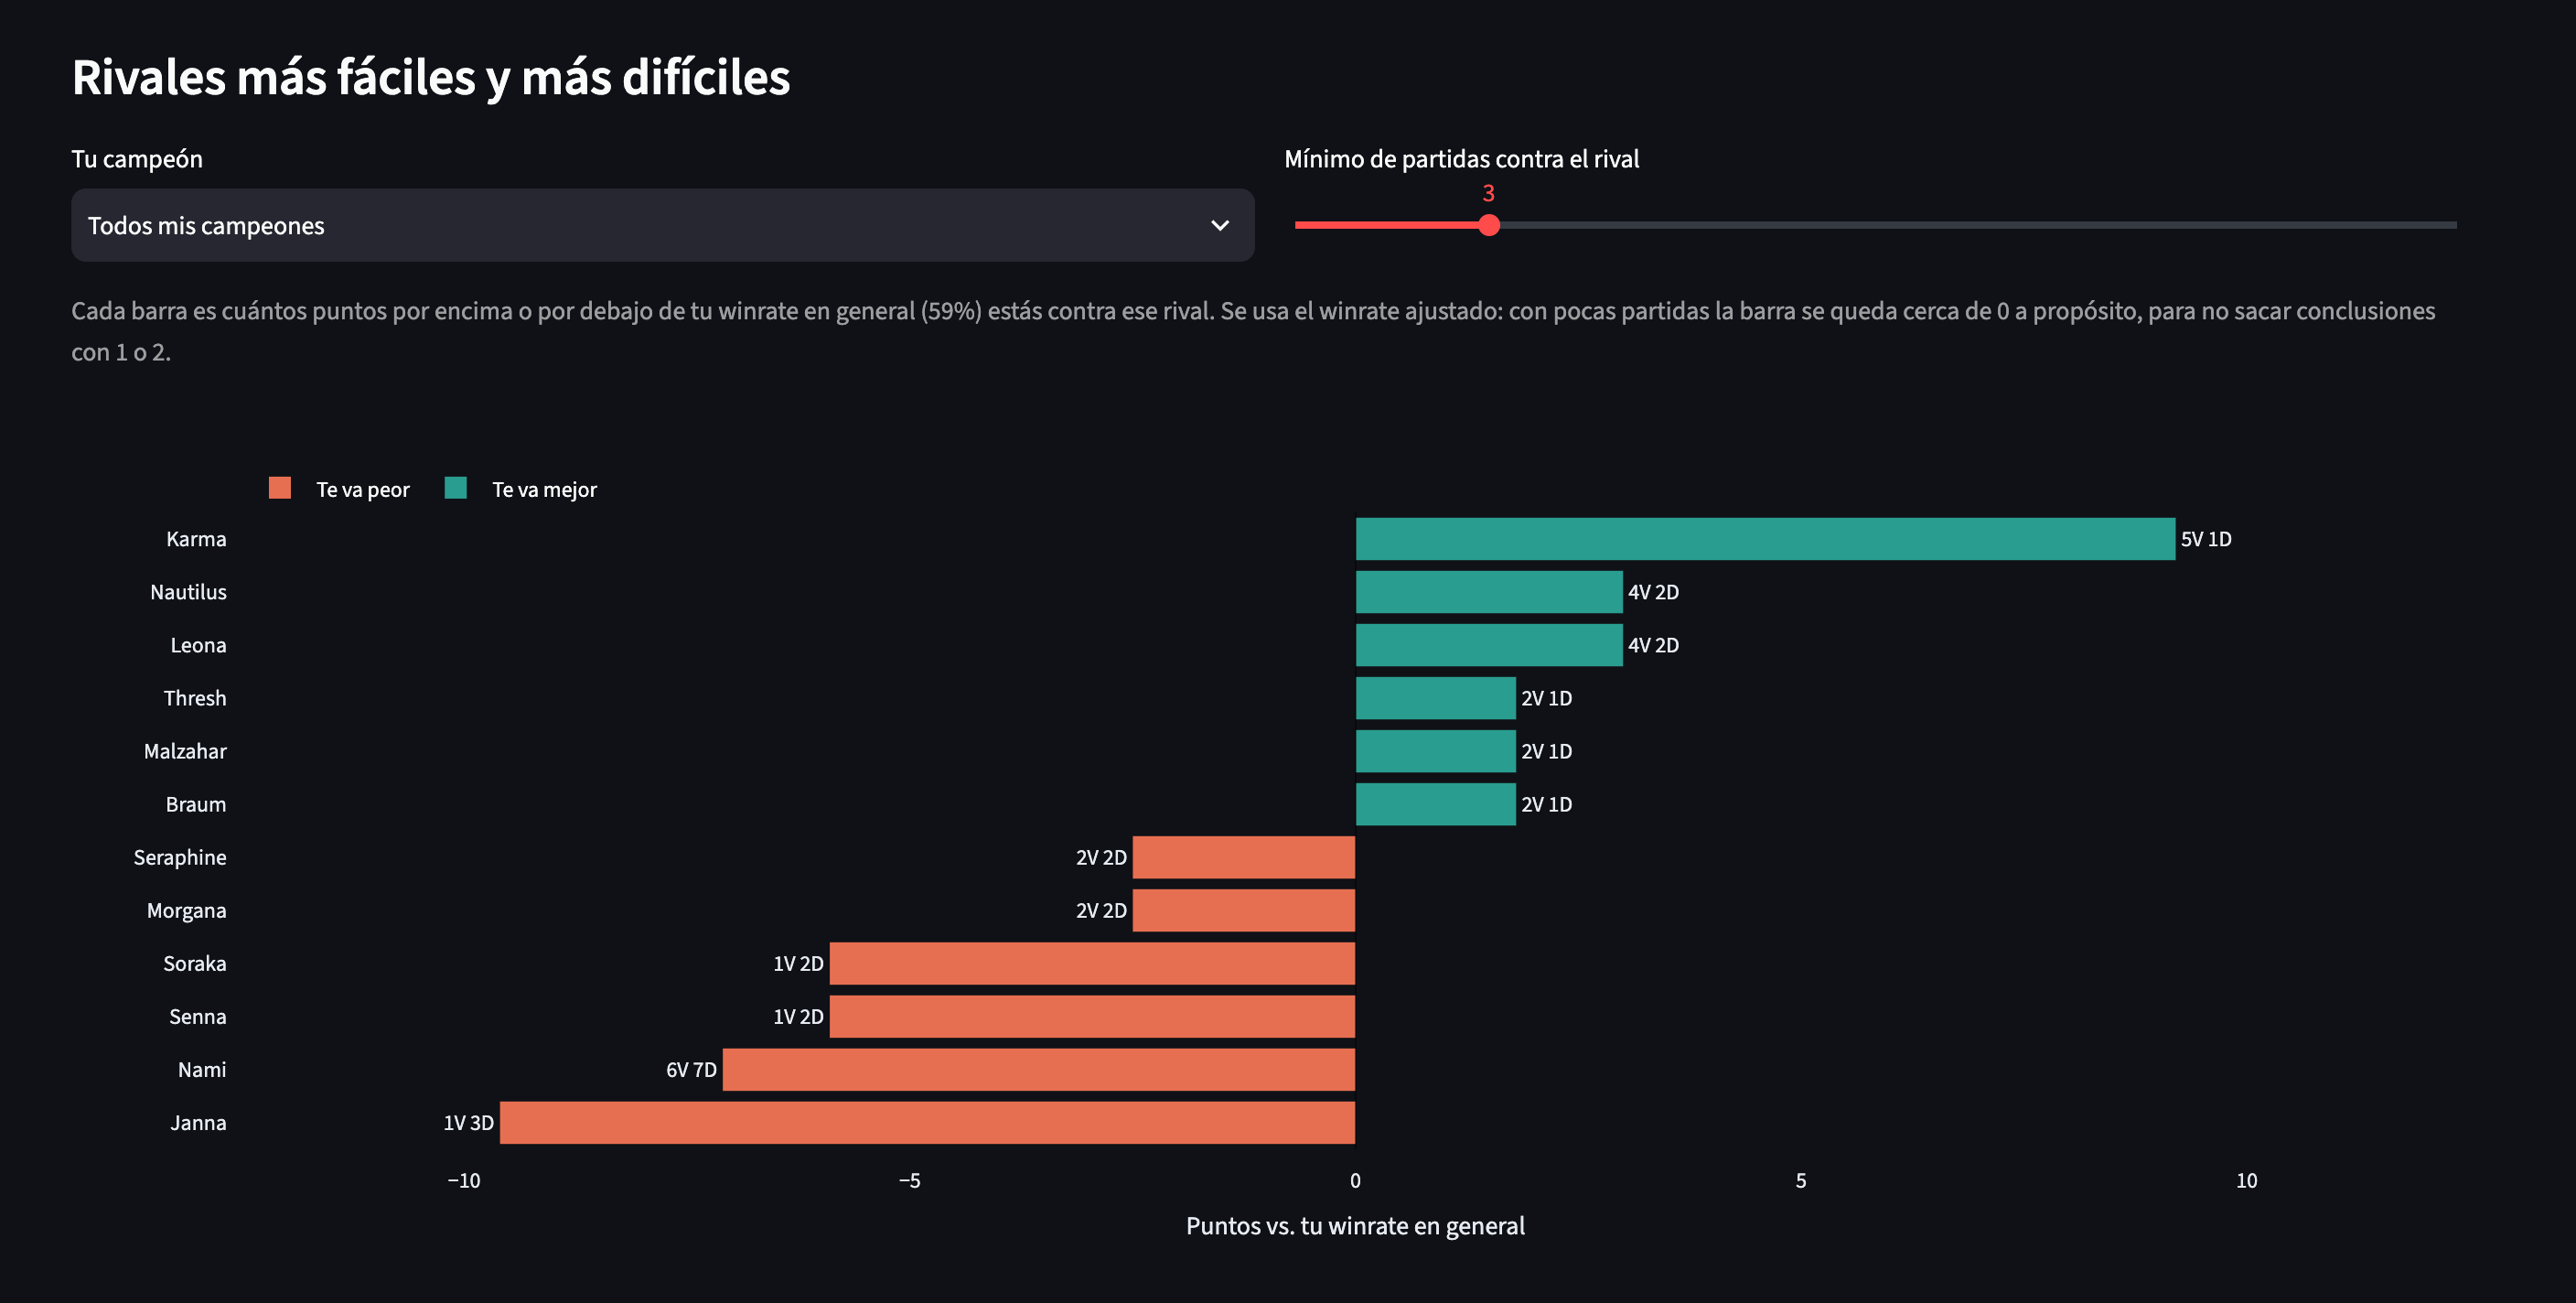 Rivales más fáciles y más difíciles
Tu campeón
Mínimo de partidas contra el rival
3
Todos mis campeones
Cada barra es cuántos puntos por encima o por debajo de tu winrate en general (59%) estás contra ese rival. Se usa el winrate ajustado: con pocas partidas la barra se queda cerca de 0 a propósito, para no sacar conclusiones
con 1 o 2.
Te va peor Te va mejor
Karma 5V 1D
Nautilus 4V 2D
Leona 4V 2D
Thresh 2V 1D
Malzahar 2V 1D
Braum 2V 1D
Seraphine 2V 2D
Morgana 2V 2D
Soraka 1V 2D
Senna 1V 2D
Nami 6V 7D
Janna 1V 3D
−10 −5 0 5 10
Puntos vs. tu winrate en general